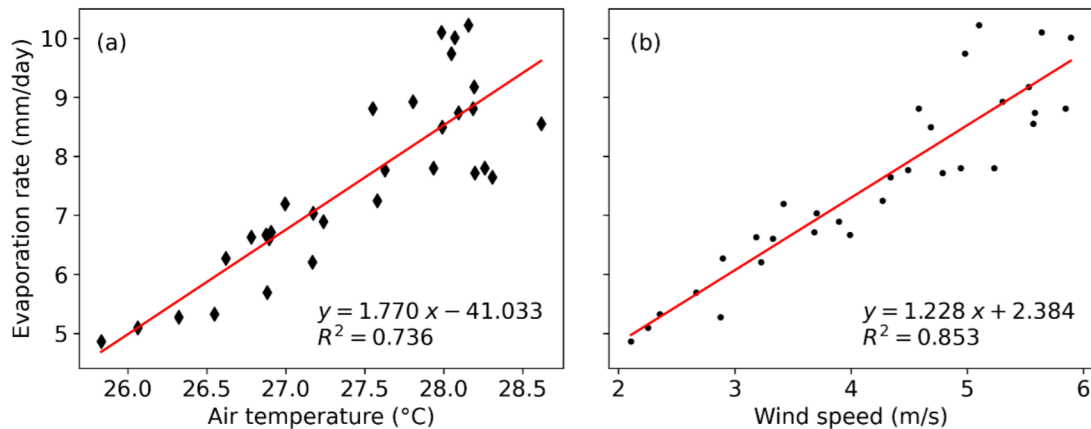 (a)
(b)
Evaporation rate (mm/day)
10
9
8
7
6
5
y = 1.770 x − 41.033
R² = 0.736
y = 1.228 x + 2.384
R² = 0.853
26.0 26.5 27.0 27.5 28.0 28.5
2 3 4 5 6
Air temperature (°C)
Wind speed (m/s)